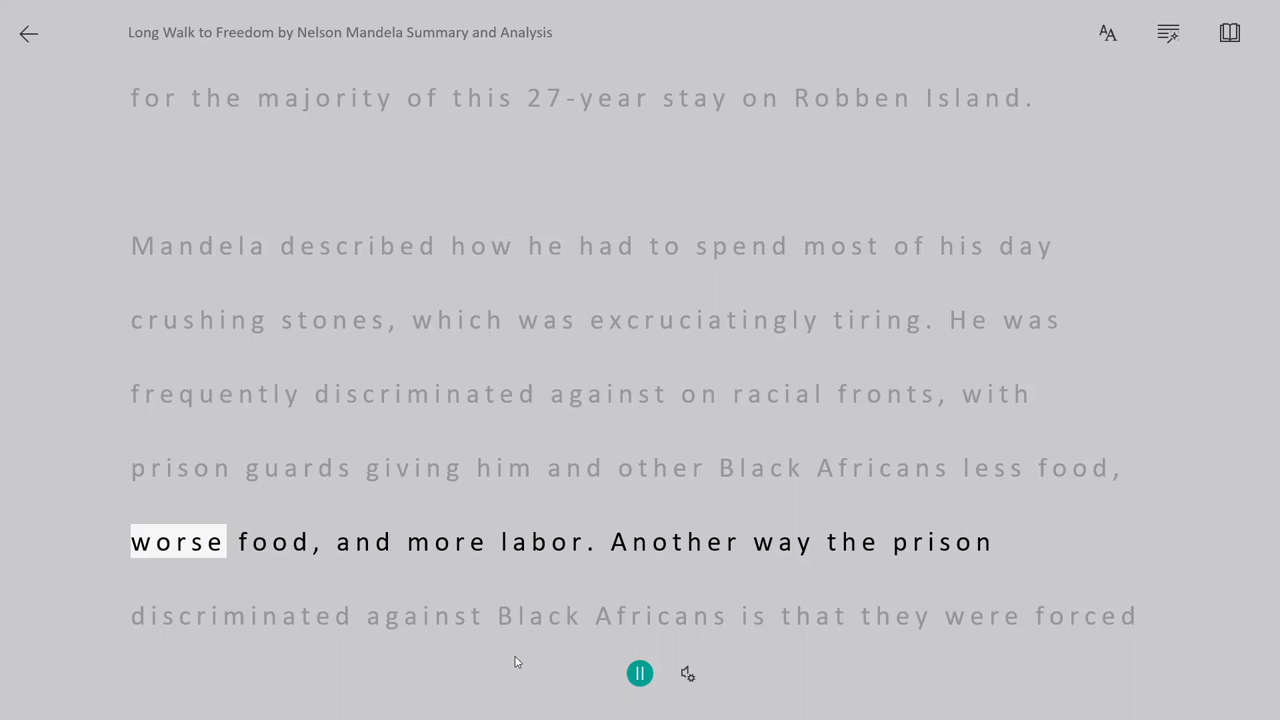 Long Walk to Freedom by Nelson Mandela Summary and Analysis
for the majority of this 27-year stay on Robben Island.
Mandela described how he had to spend most of his day
crushing stones, which was excruciatingly tiring. He was
frequently discriminated against on racial fronts, with
prison guards giving him and other Black Africans less food,
worse food, and more labor. Another way the prison
discriminated against Black Africans is that they were forced